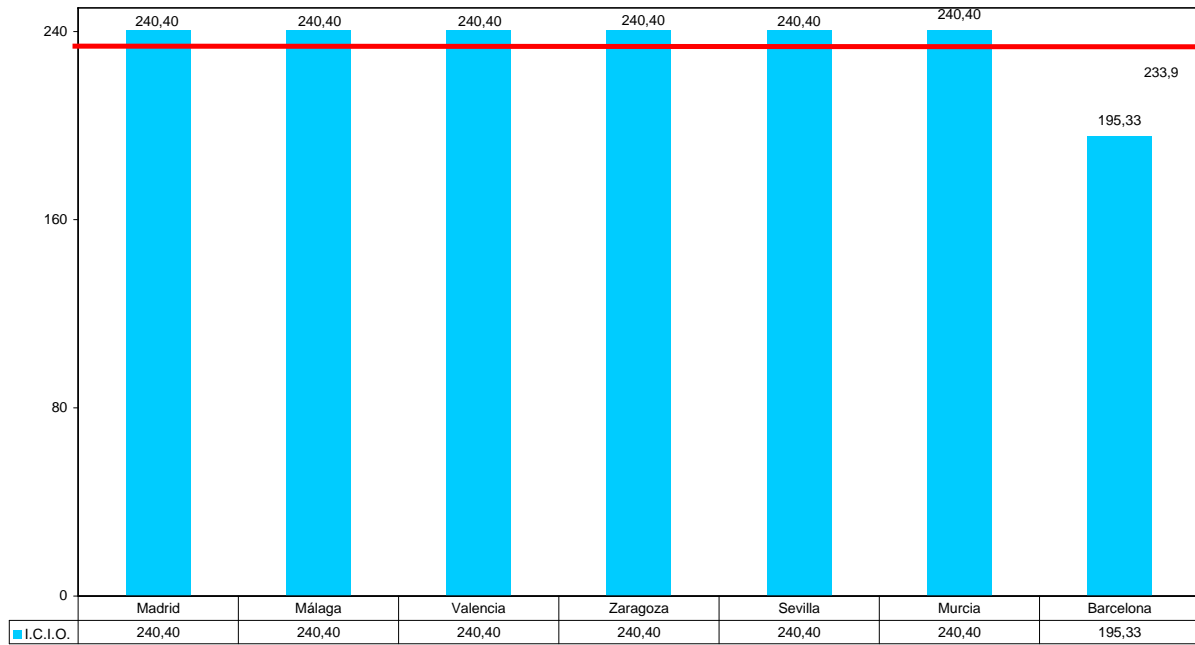 240,40 240,40 240,40 240,40 240,40 240,40
240
233,9
195,33
160
80
0
Madrid Málaga Valencia Zaragoza Sevilla Murcia Barcelona
I.C.I.O. 240,40 240,40 240,40 240,40 240,40 240,40 195,33